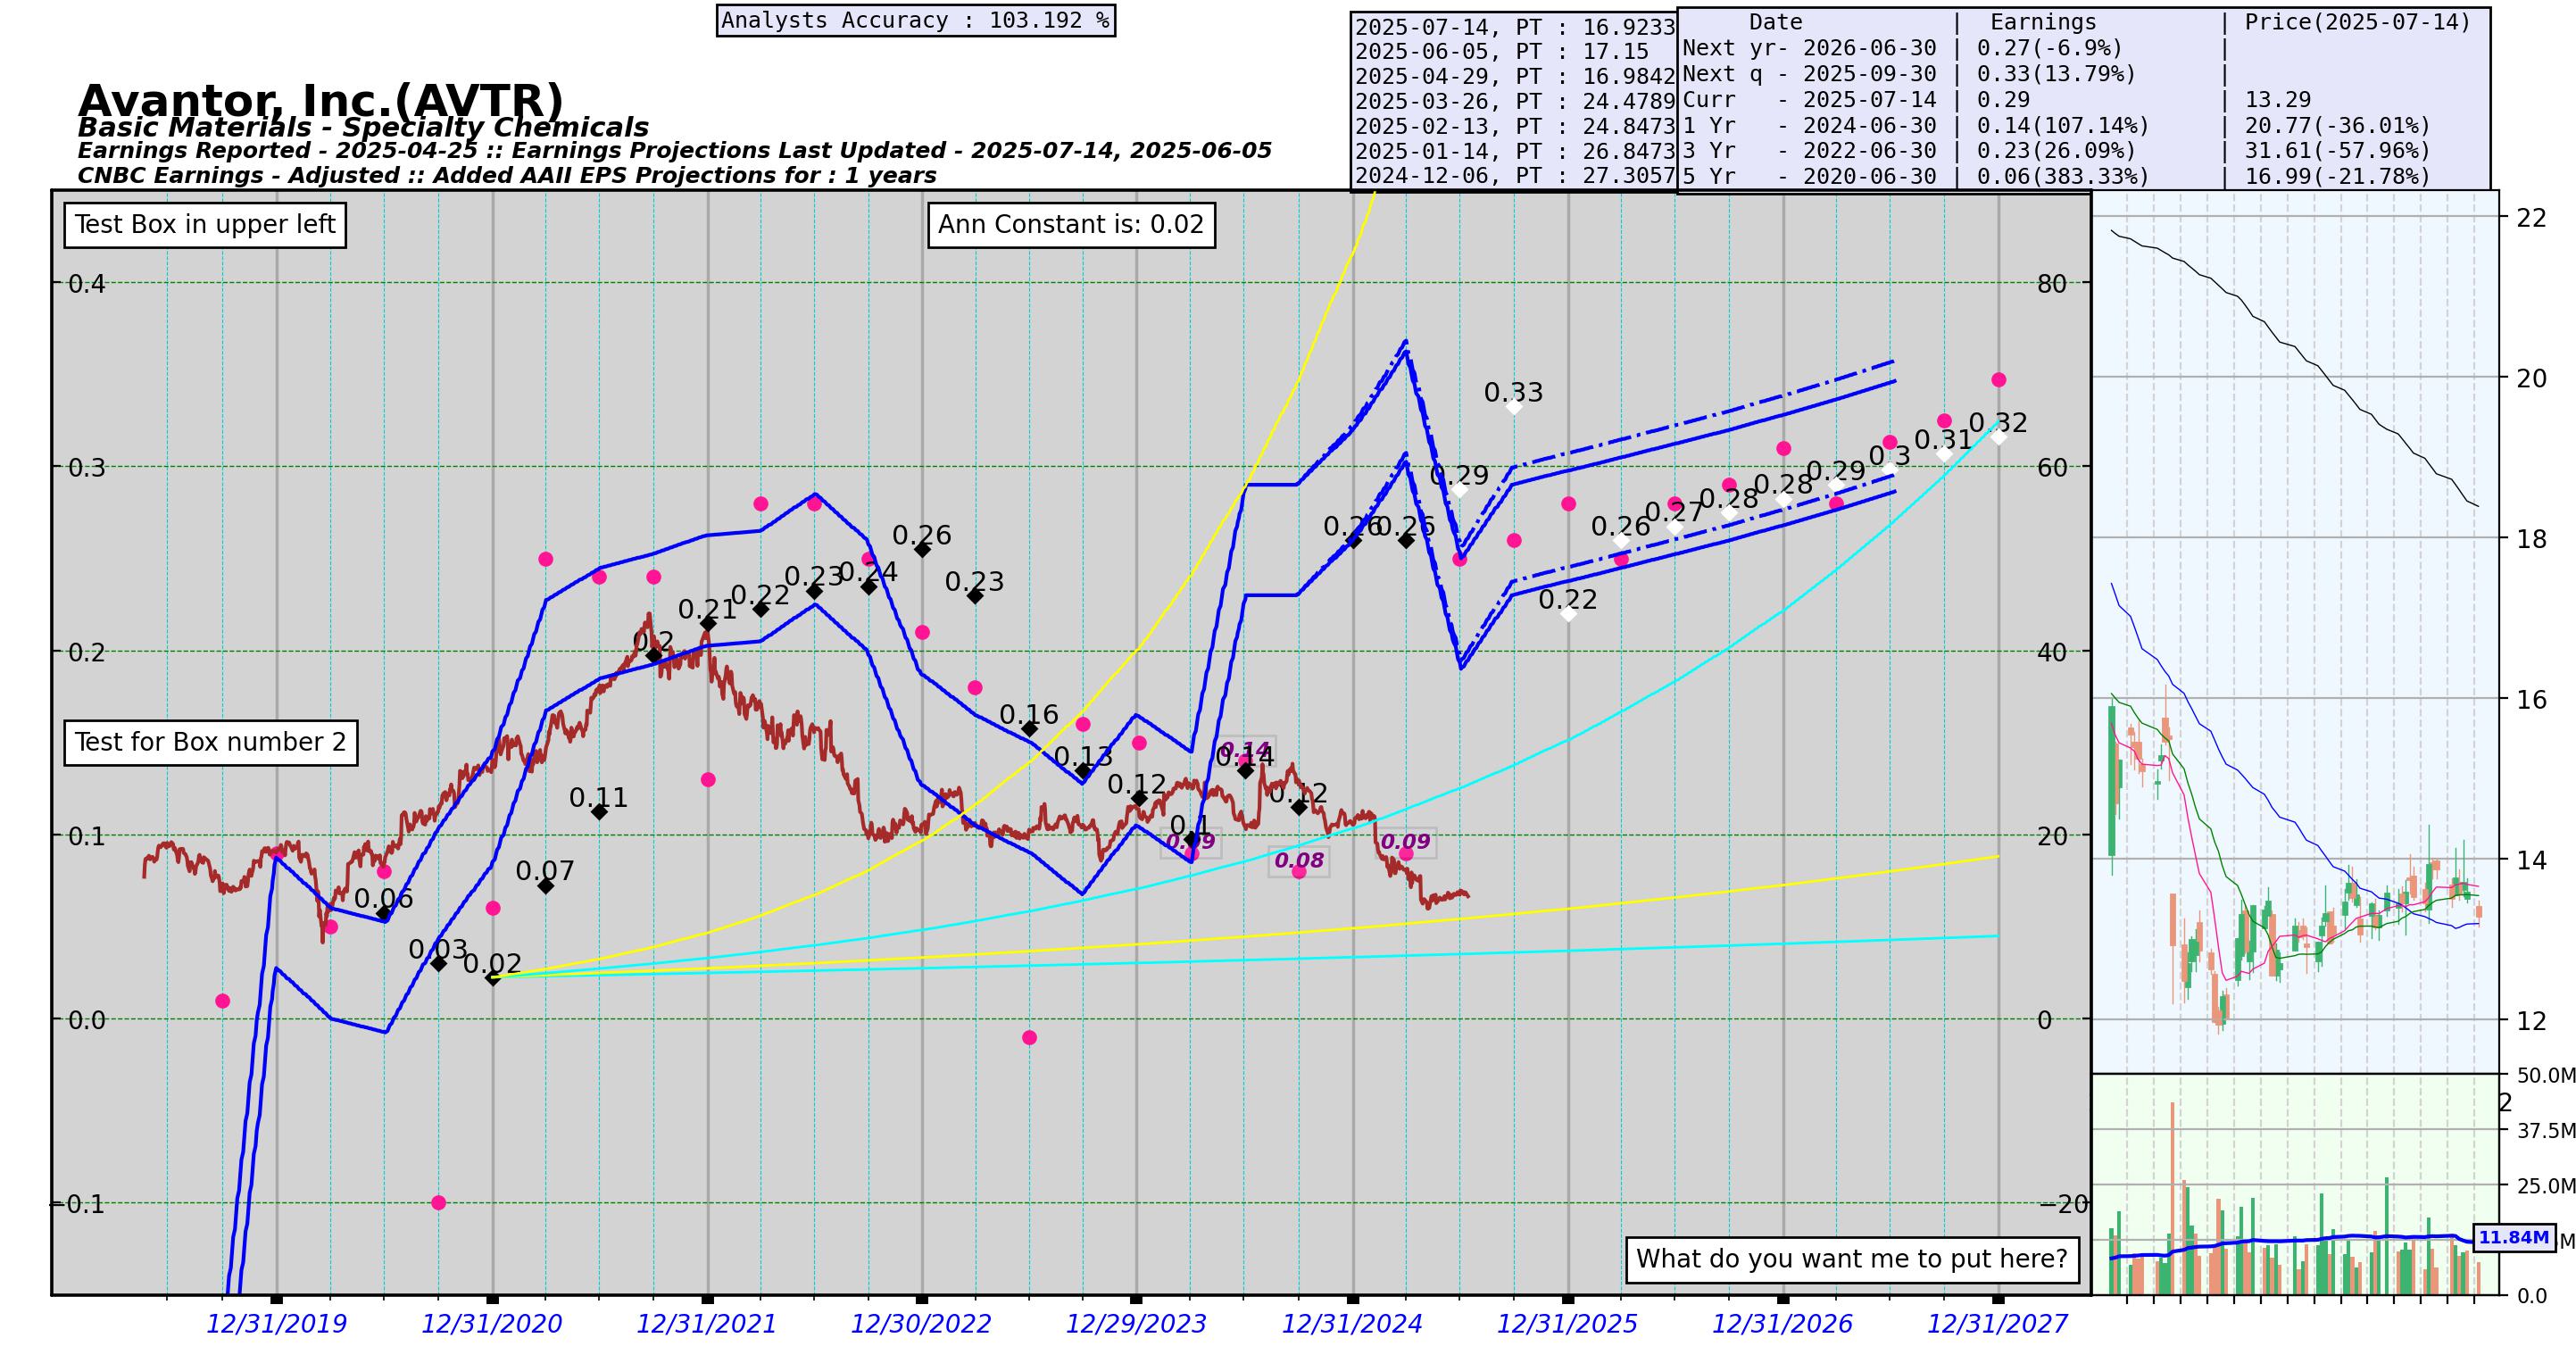 Analysts Accuracy : 103.192 %
2025-07-14, PT : 16.9233
2025-06-05, PT : 17.15
2025-04-29, PT : 16.9842
2025-03-26, PT : 24.4789
2025-02-13, PT : 24.8473
2025-01-14, PT : 26.8473
2024-12-06, PT : 27.3057
Date | Earnings | Price(2025-07-14)
Next yr- 2026-06-30 | 0.27(-6.9%) |
Next q - 2025-09-30 | 0.33(13.79%) |
Curr - 2025-07-14 | 0.29 | 13.29
1 Yr - 2024-06-30 | 0.14(107.14%) | 20.77(-36.01%)
3 Yr - 2022-06-30 | 0.23(26.09%) | 31.61(-57.96%)
5 Yr - 2020-06-30 | 0.06(383.33%) | 16.99(-21.78%)
Avantor, Inc.(AVTR)
Basic Materials - Specialty Chemicals
Earnings Reported - 2025-04-25 :: Earnings Projections Last Updated - 2025-07-14, 2025-06-05
CNBC Earnings - Adjusted :: Added AAII EPS Projections for : 1 years
Test Box in upper left
Ann Constant is: 0.02
Test for Box number 2
What do you want me to put here?
0.4
0.3
0.2
0.1
0.0
−0.1
80
60
40
20
0
−20
0.06
0.03
0.02
0.07
0.11
0.2
0.21
0.22
0.23
0.24
0.26
0.23
0.16
0.13
0.12
0.1
0.09
0.14
0.14
0.12
0.08
0.26
0.26
0.09
0.29
0.33
0.22
0.26
0.27
0.28
0.28
0.29
0.3
0.31
0.32
22
20
18
16
14
12
50.0M
2
37.5M
25.0M
11.84M
M
0.0
12/31/2019
12/31/2020
12/31/2021
12/30/2022
12/29/2023
12/31/2024
12/31/2025
12/31/2026
12/31/2027